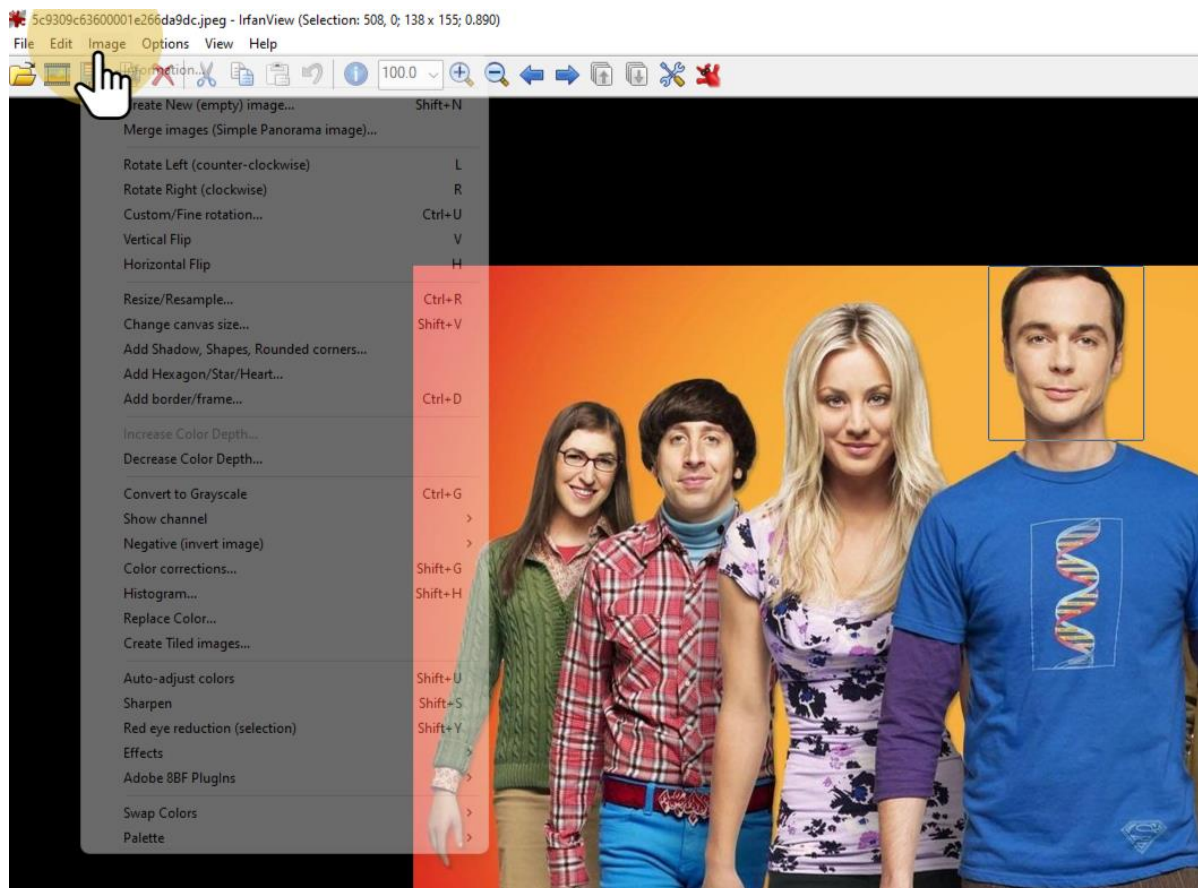 5c9309c63600001e266da9dc.jpeg - IrfanView (Selection: 508, 0; 138 x 155; 0.890)
File Edit Image Options View Help
Information...
100.0
Create New (empty) image... Shift+N
Merge images (Simple Panorama image)...
Rotate Left (counter-clockwise) L
Rotate Right (clockwise) R
Custom/Fine rotation... Ctrl+U
Vertical Flip V
Horizontal Flip H
Resize/Resample... Ctrl+R
Change canvas size... Shift+V
Add Shadow, Shapes, Rounded corners...
Add Hexagon/Star/Heart...
Add border/frame... Ctrl+D
Increase Color Depth...
Decrease Color Depth...
Convert to Grayscale Ctrl+G
Show channel
Negative (invert image)
Color corrections... Shift+G
Histogram... Shift+H
Replace Color...
Create Tiled images...
Auto-adjust colors Shift+U
Sharpen Shift+S
Red eye reduction (selection) Shift+Y
Effects
Adobe 8BF PlugIns
Swap Colors
Palette